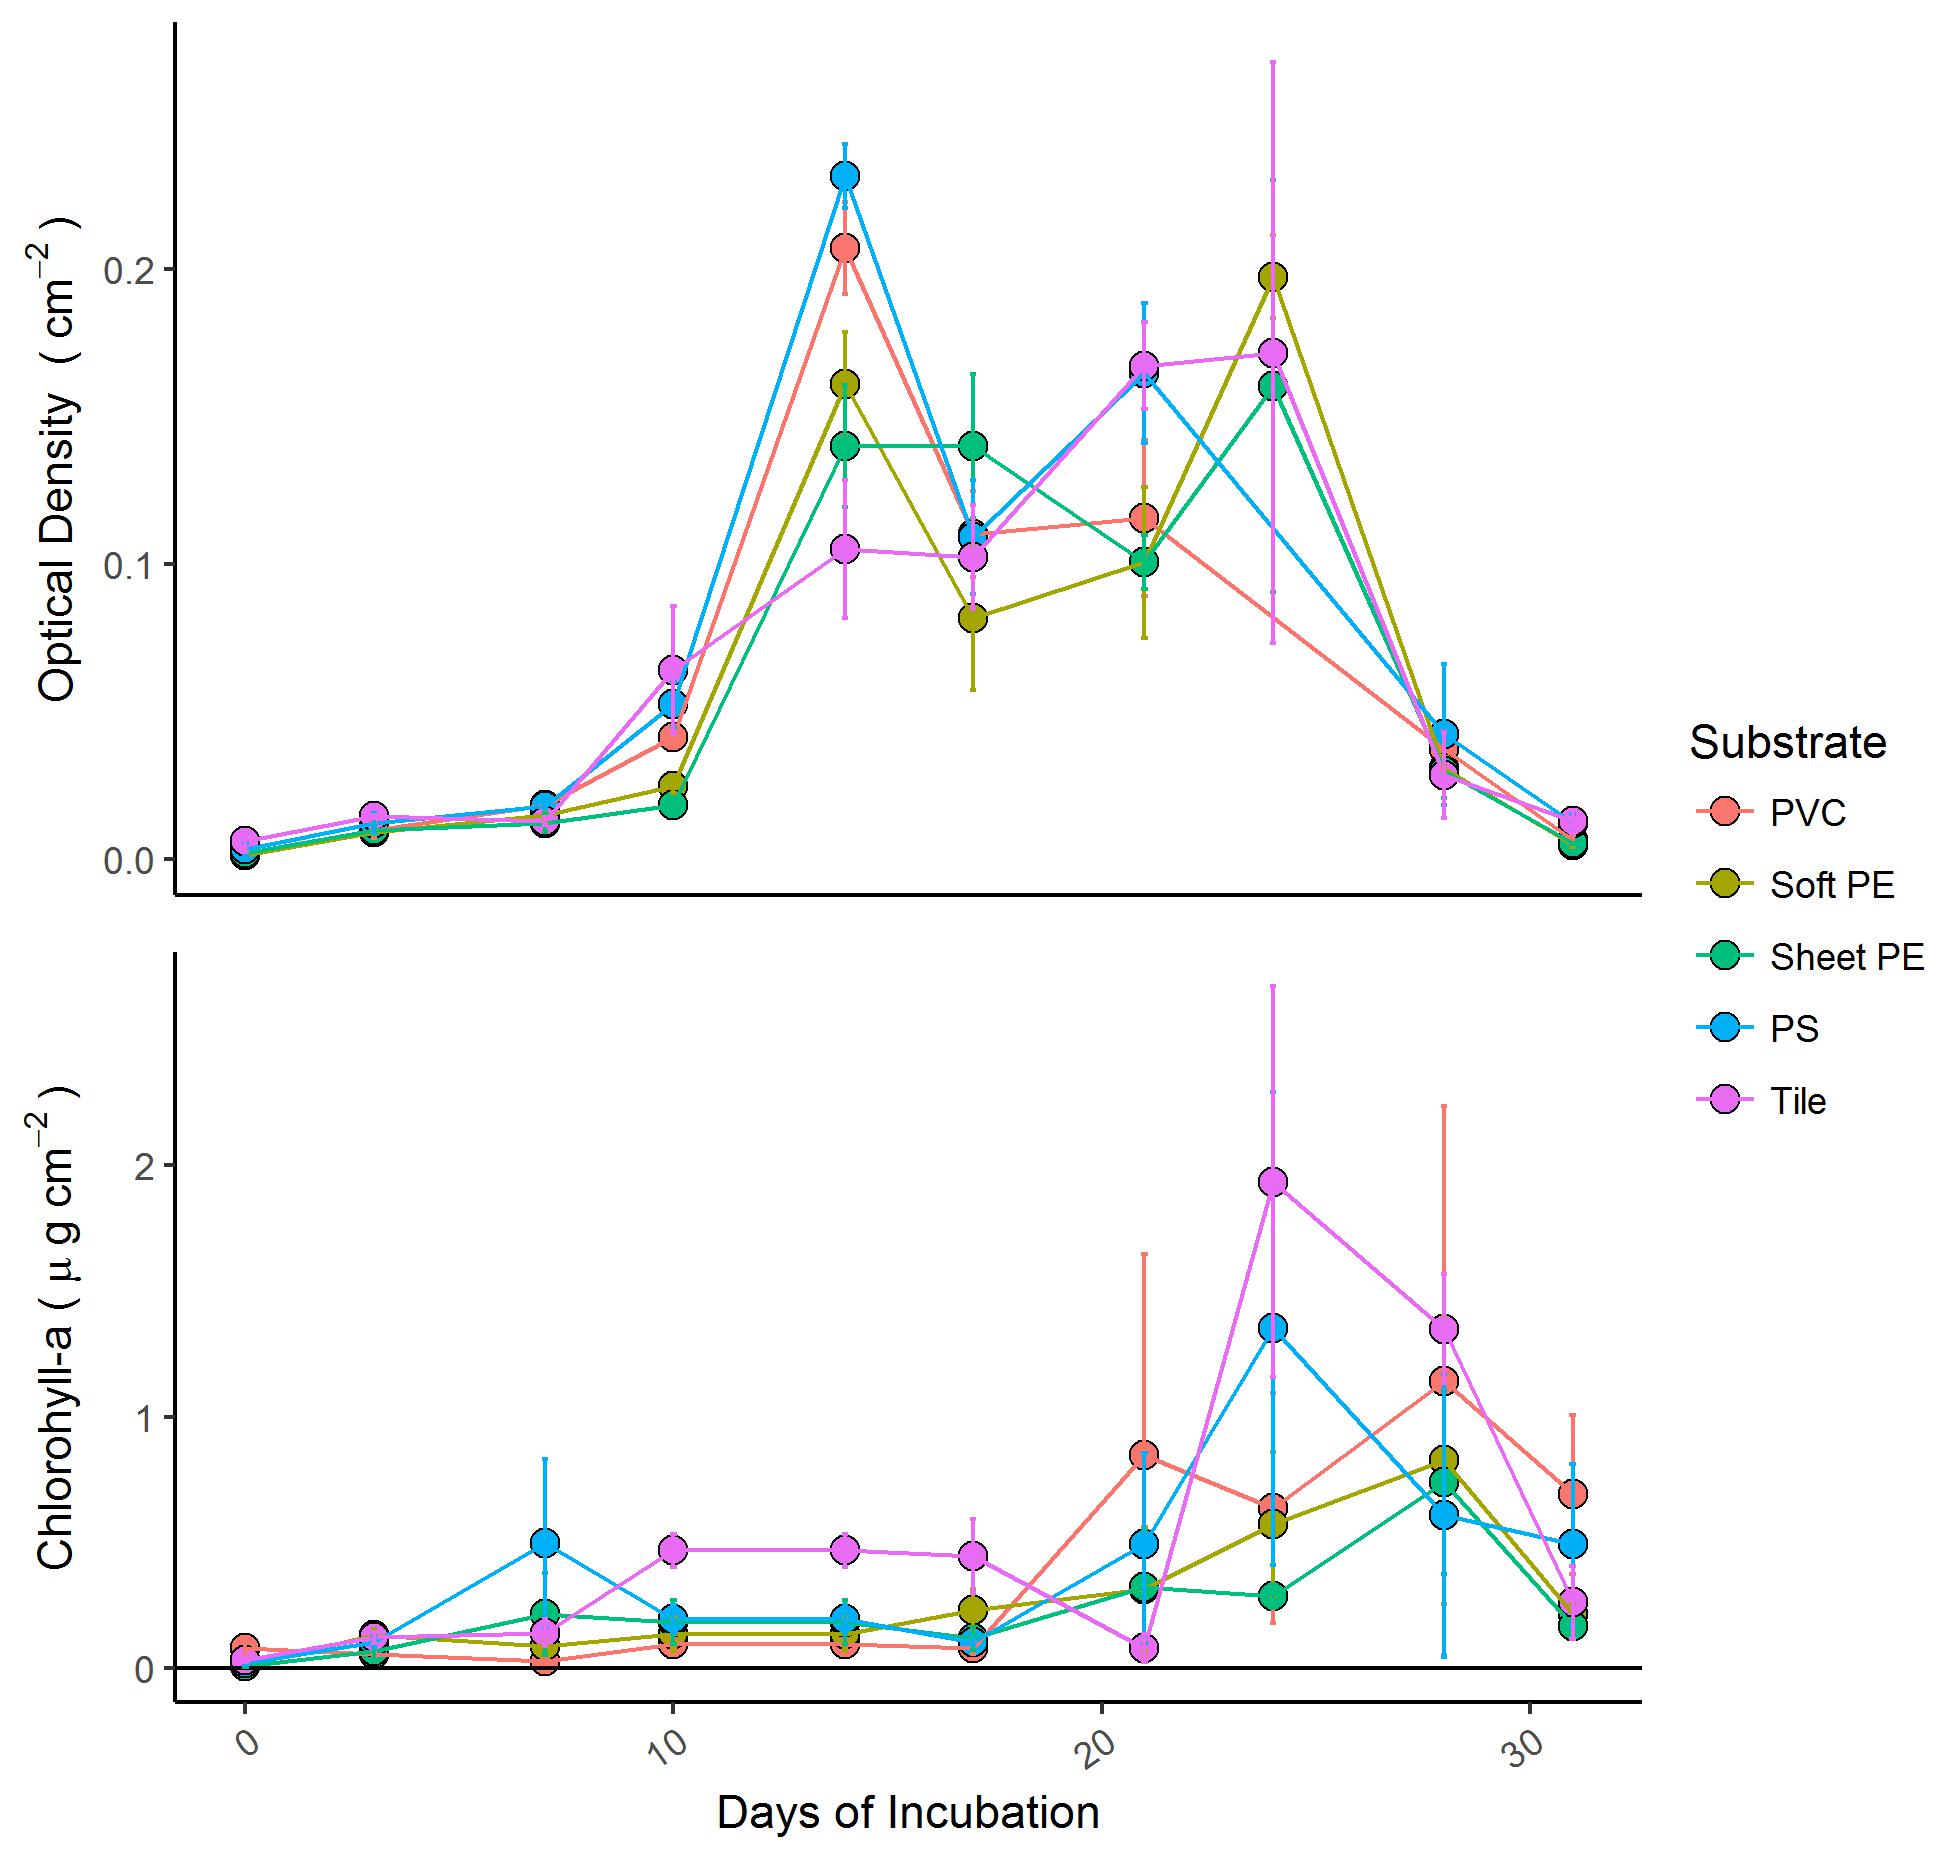 Optical Density ( cm⁻² )
0.2
0.1
0.0
Chlorohyll-a ( μ g cm⁻² )
2
1
0
0 10 20 30
Days of Incubation
Substrate
PVC
Soft PE
Sheet PE
PS
Tile